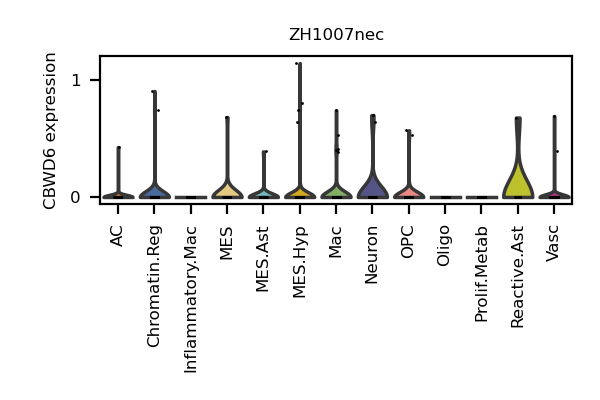 ZH1007nec
CBWD6 expression
1
0
AC
Chromatin.Reg
Inflammatory.Mac
MES
MES.Ast
MES.Hyp
Mac
Neuron
OPC
Oligo
Prolif.Metab
Reactive.Ast
Vasc